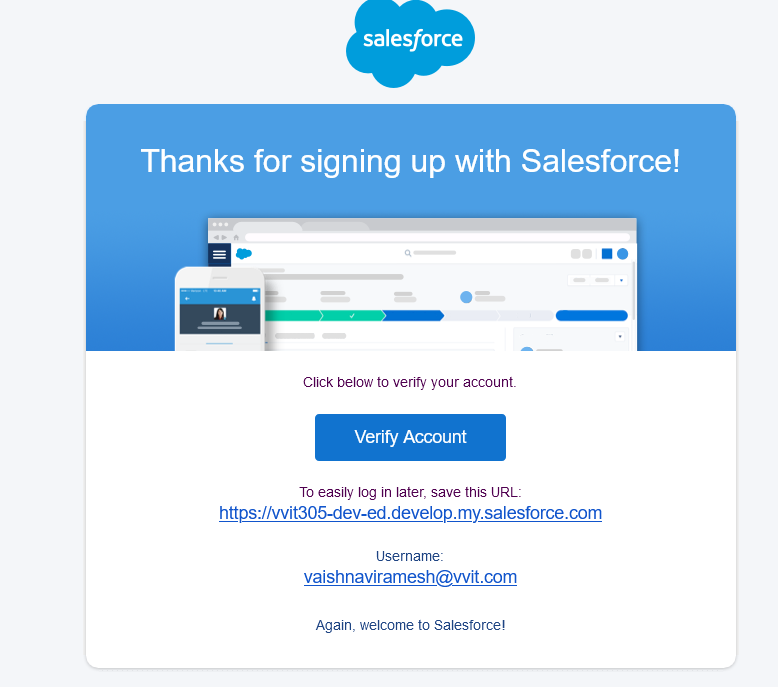 salesforce
Thanks for signing up with Salesforce!
Click below to verify your account.
Verify Account
To easily log in later, save this URL:
https://vvit305-dev-ed.develop.my.salesforce.com
Username:
vaishnaviramesh@vvit.com
Again, welcome to Salesforce!